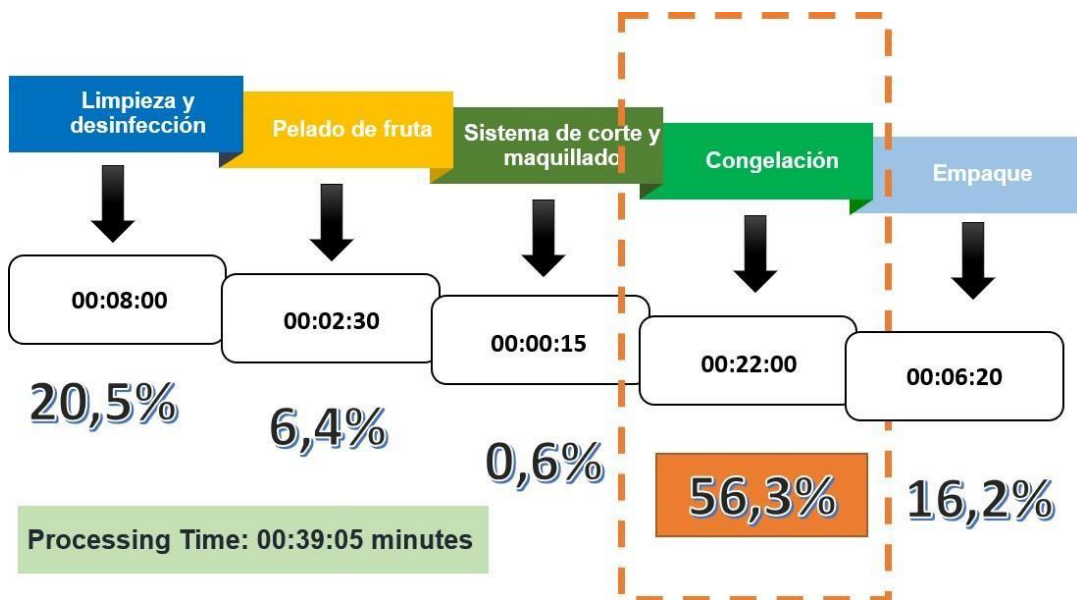 Limpieza y
desinfección
Pelado de fruta
Sistema de corte y
maquillado
Congelación
Empaque
00:08:00
00:02:30
00:00:15
00:22:00
00:06:20
20,5%
6,4%
0,6%
56,3%
16,2%
Processing Time: 00:39:05 minutes